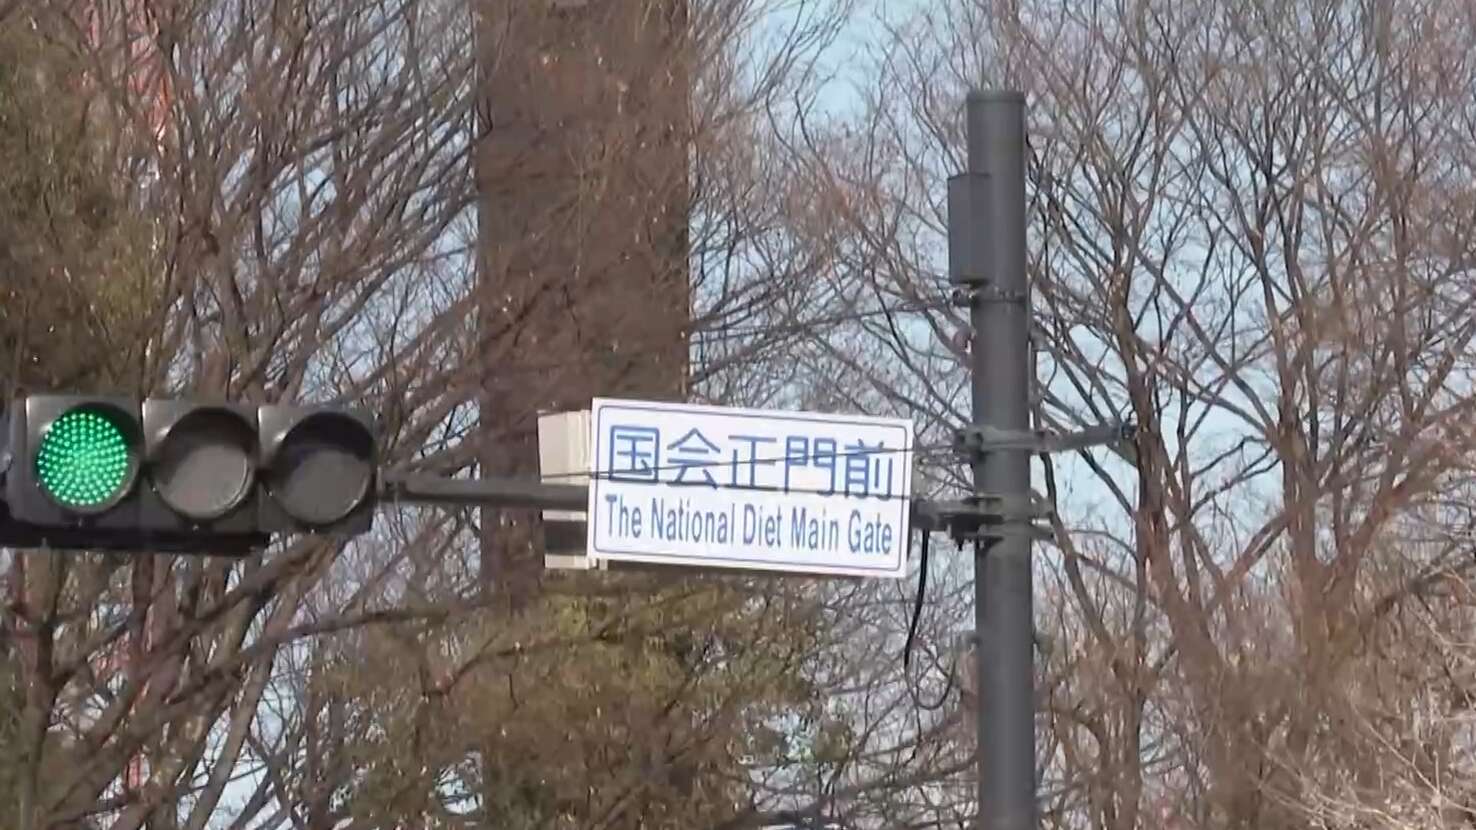 国会正門前
The National Diet Main Gate